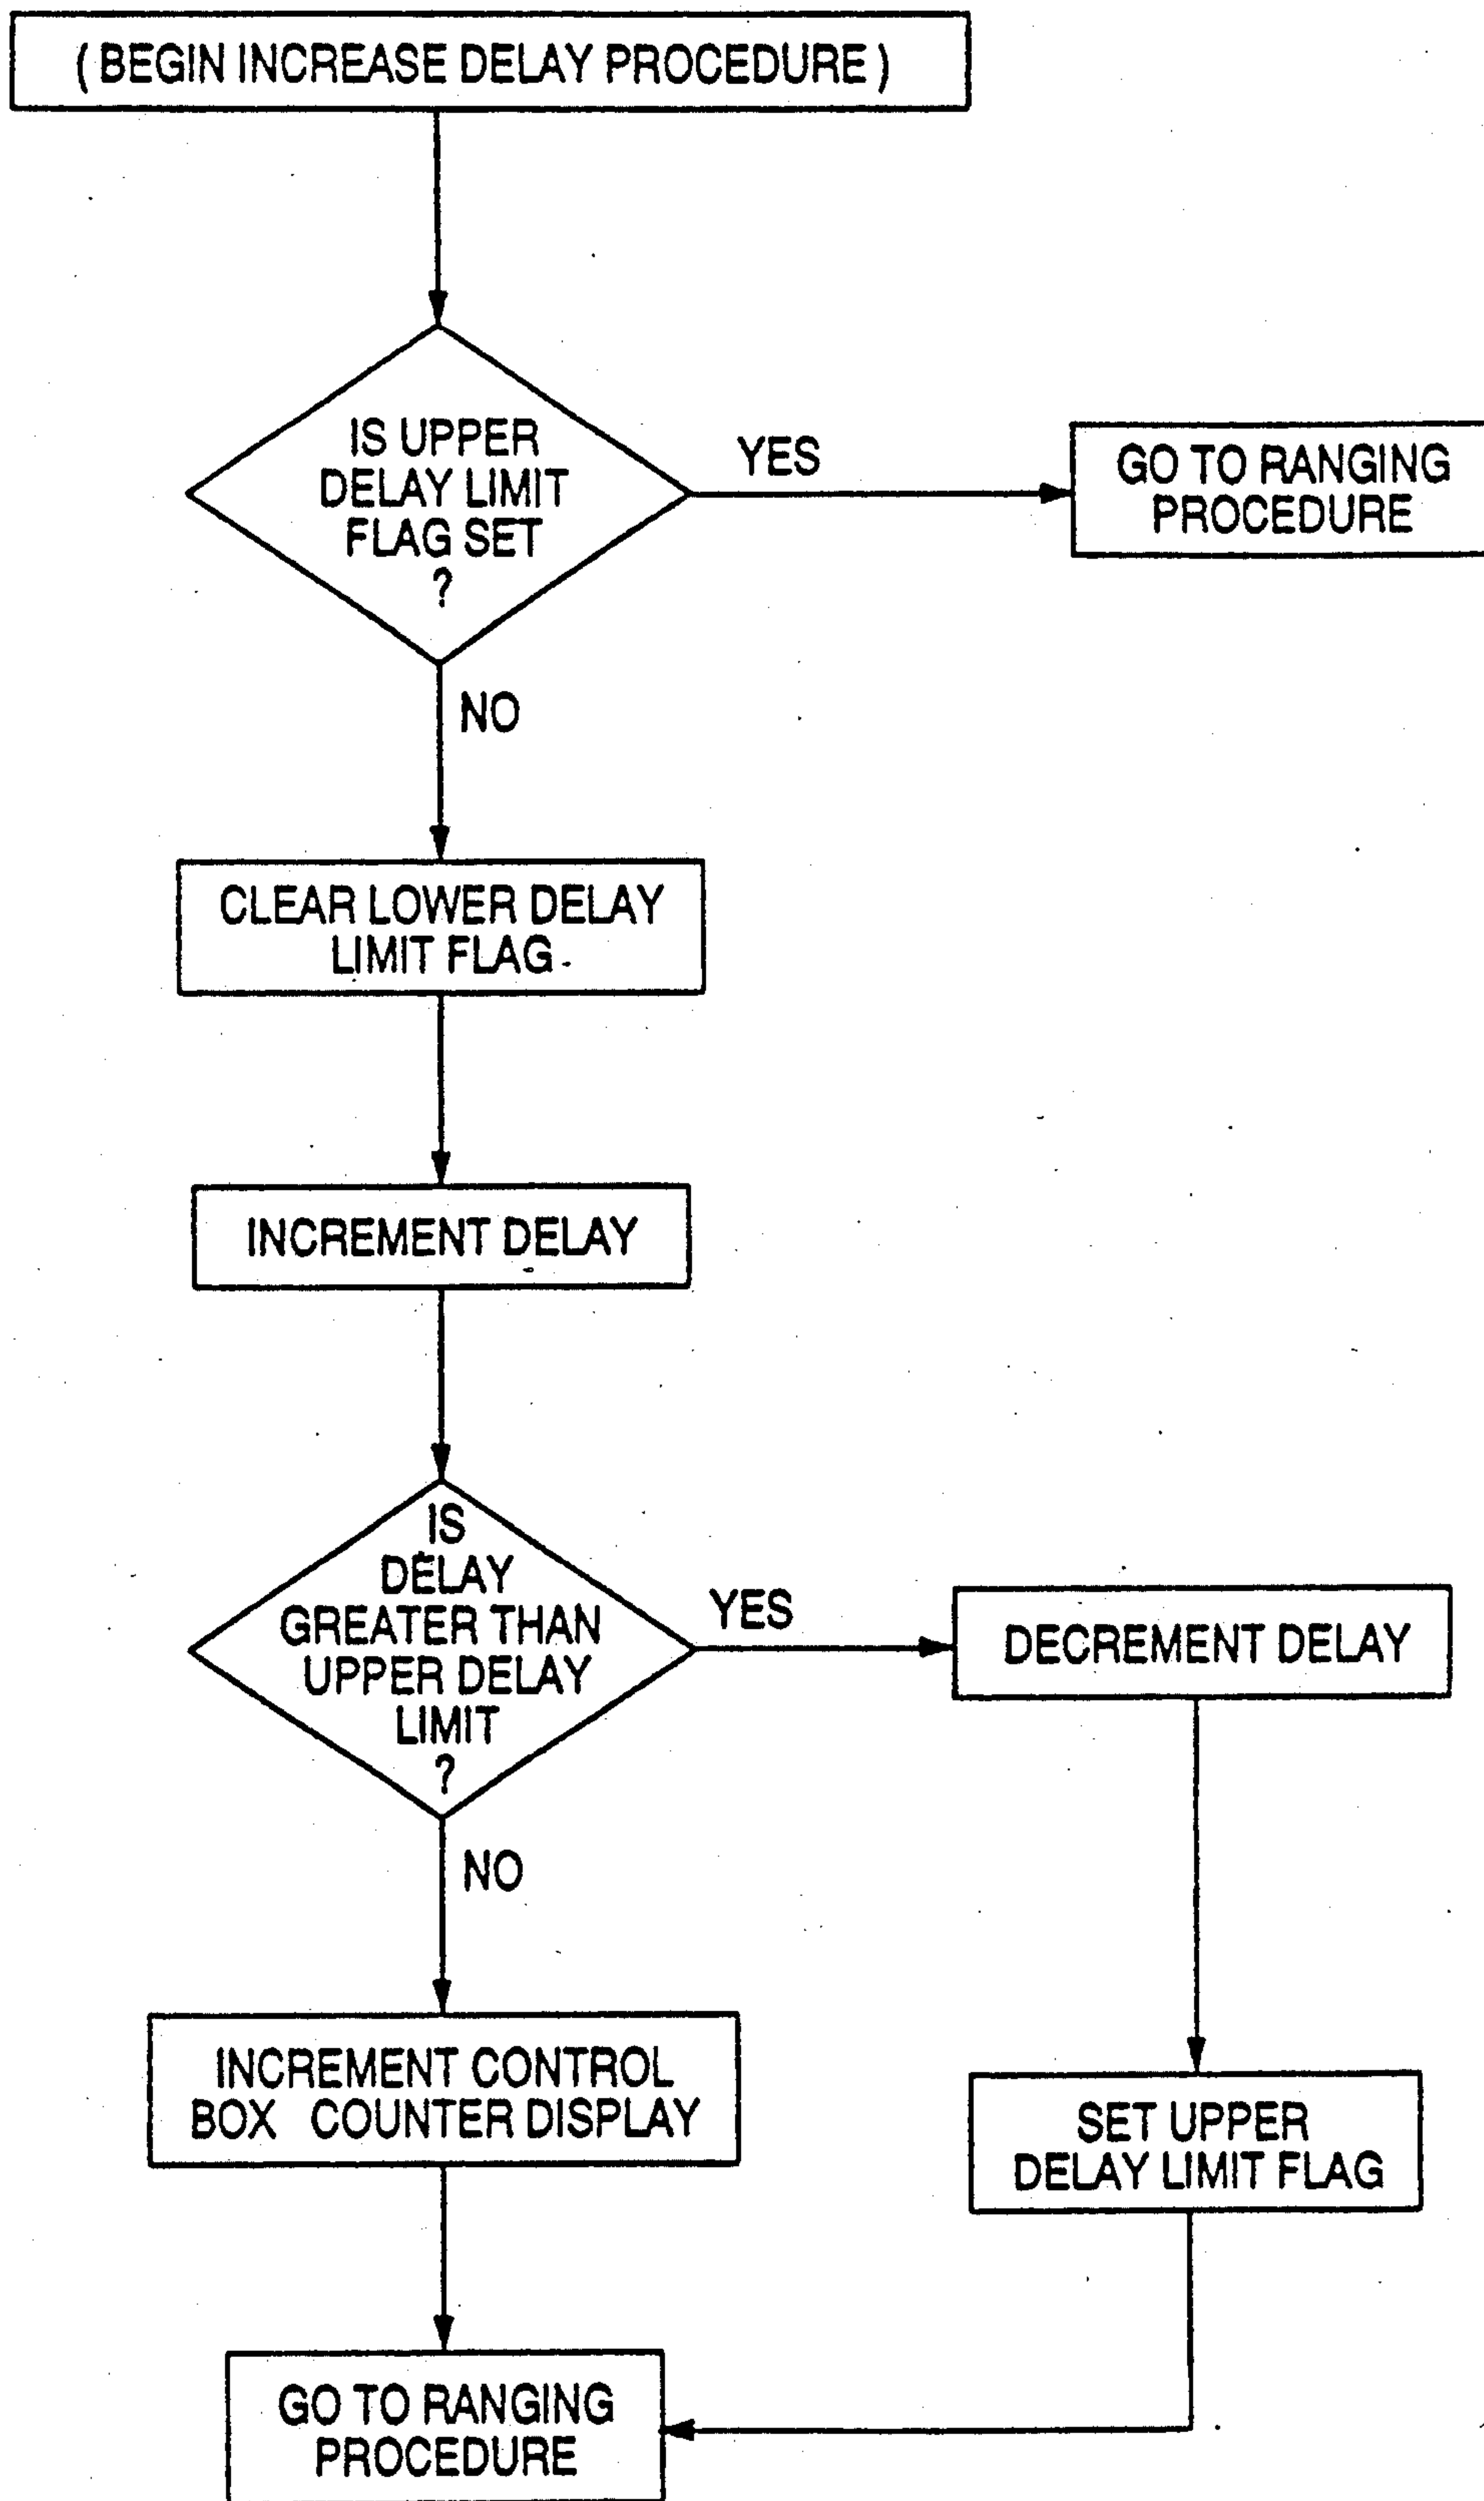 ( BEGIN INCREASE DELAY PROCEDURE )
IS UPPER
DELAY LIMIT
FLAG SET
?
YES
GO TO RANGING
PROCEDURE
NO
CLEAR LOWER DELAY
LIMIT FLAG
INCREMENT DELAY
IS
DELAY
GREATER THAN
UPPER DELAY
LIMIT
?
YES
DECREMENT DELAY
NO
INCREMENT CONTROL
BOX COUNTER DISPLAY
SET UPPER
DELAY LIMIT FLAG
GO TO RANGING
PROCEDURE